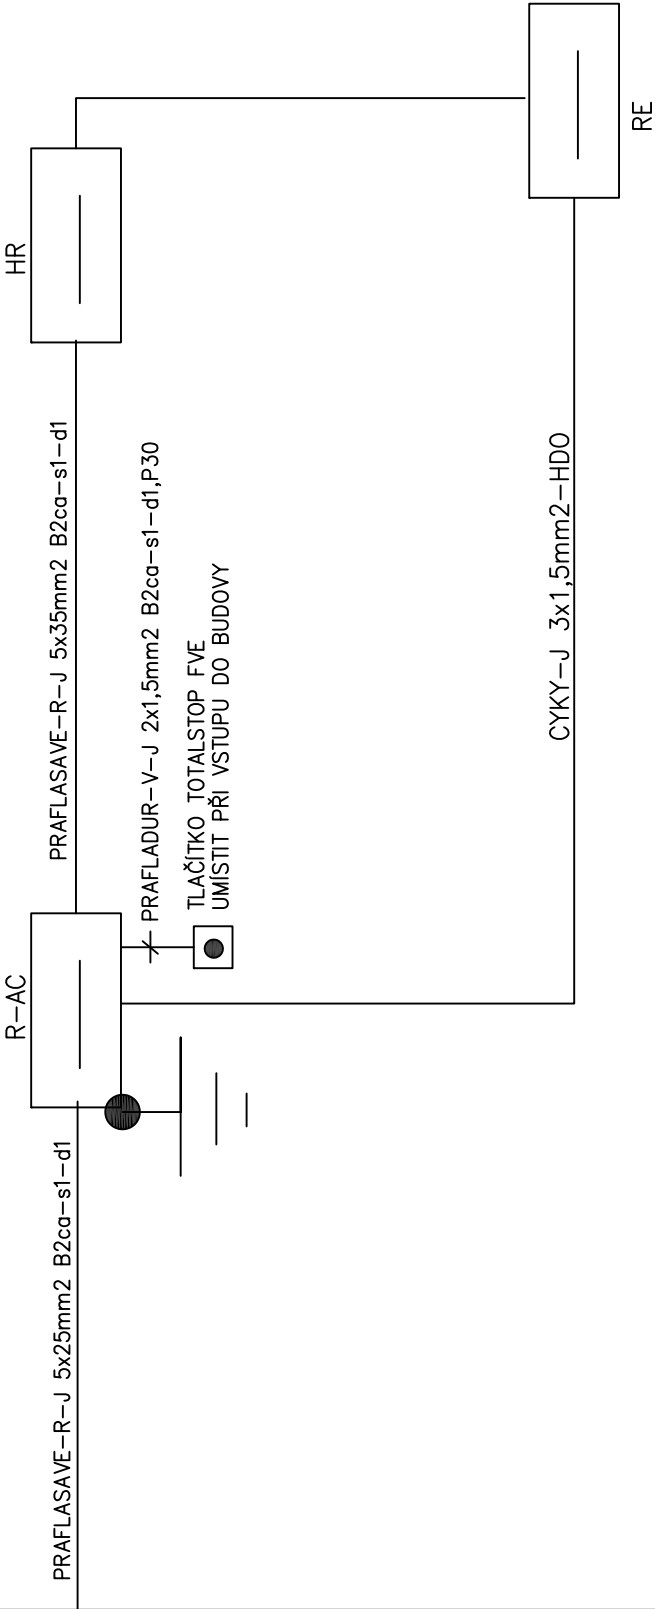 PRAFLASAVE-R-J 5x25mm2 B2ca-s1-d1
R-AC
PRAFLASAVE-R-J 5x35mm2 B2ca-s1-d1
HR
PRAFLADUR-V-J 2x1,5mm2 B2ca-s1-d1,P30
TLAČÍTKO TOTALSTOP FVE
UMÍSTIT PŘI VSTUPU DO BUDOVY
CYKY-J 3x1,5mm2-HDO
RE